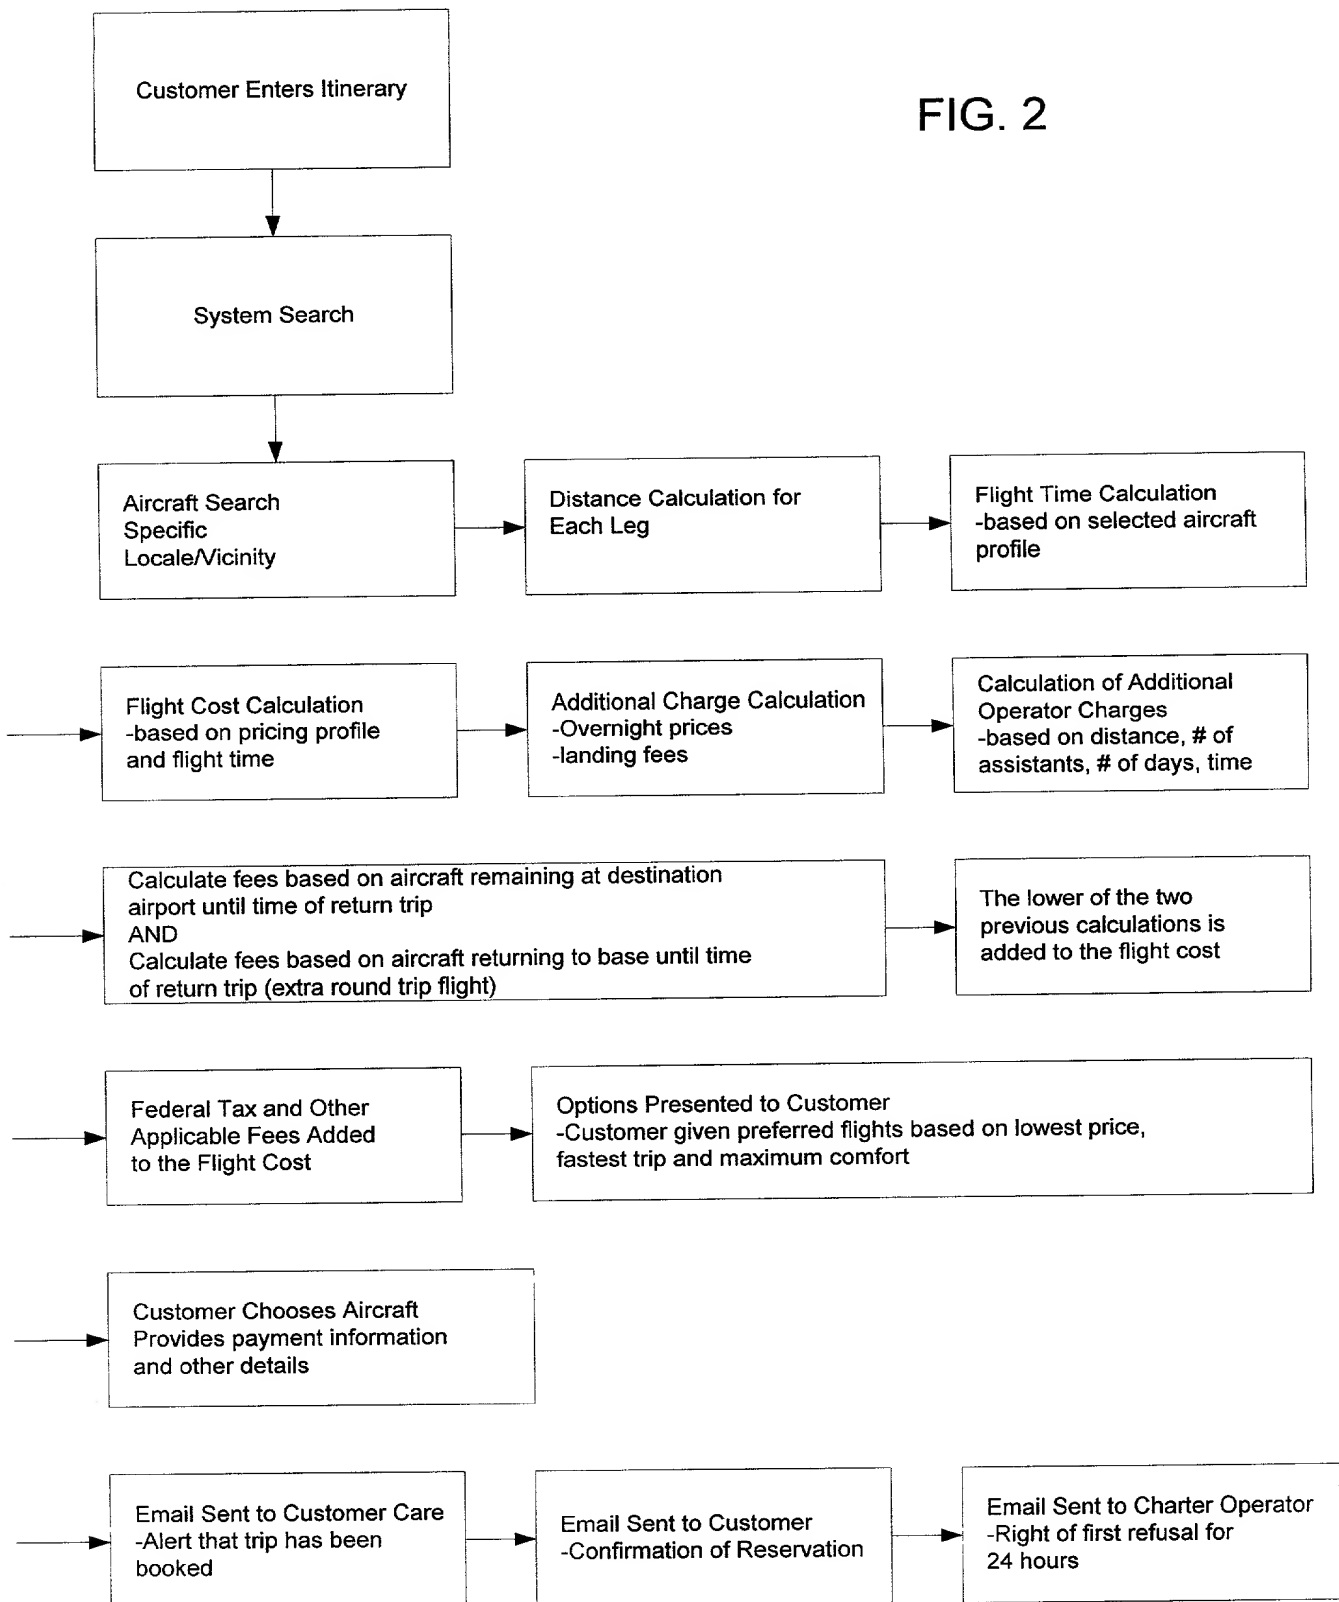 Customer Enters Itinerary
FIG. 2
System Search
Aircraft Search
Specific
Locale/Vicinity
Distance Calculation for
Each Leg
Flight Time Calculation
-based on selected aircraft
profile
Flight Cost Calculation
-based on pricing profile
and flight time
Additional Charge Calculation
-Overnight prices
-landing fees
Calculation of Additional
Operator Charges
-based on distance, # of
assistants, # of days, time
Calculate fees based on aircraft remaining at destination
airport until time of return trip
AND
Calculate fees based on aircraft returning to base until time
of return trip (extra round trip flight)
The lower of the two
previous calculations is
added to the flight cost
Federal Tax and Other
Applicable Fees Added
to the Flight Cost
Options Presented to Customer
-Customer given preferred flights based on lowest price,
fastest trip and maximum comfort
Customer Chooses Aircraft
Provides payment information
and other details
Email Sent to Customer Care
-Alert that trip has been
booked
Email Sent to Customer
-Confirmation of Reservation
Email Sent to Charter Operator
-Right of first refusal for
24 hours